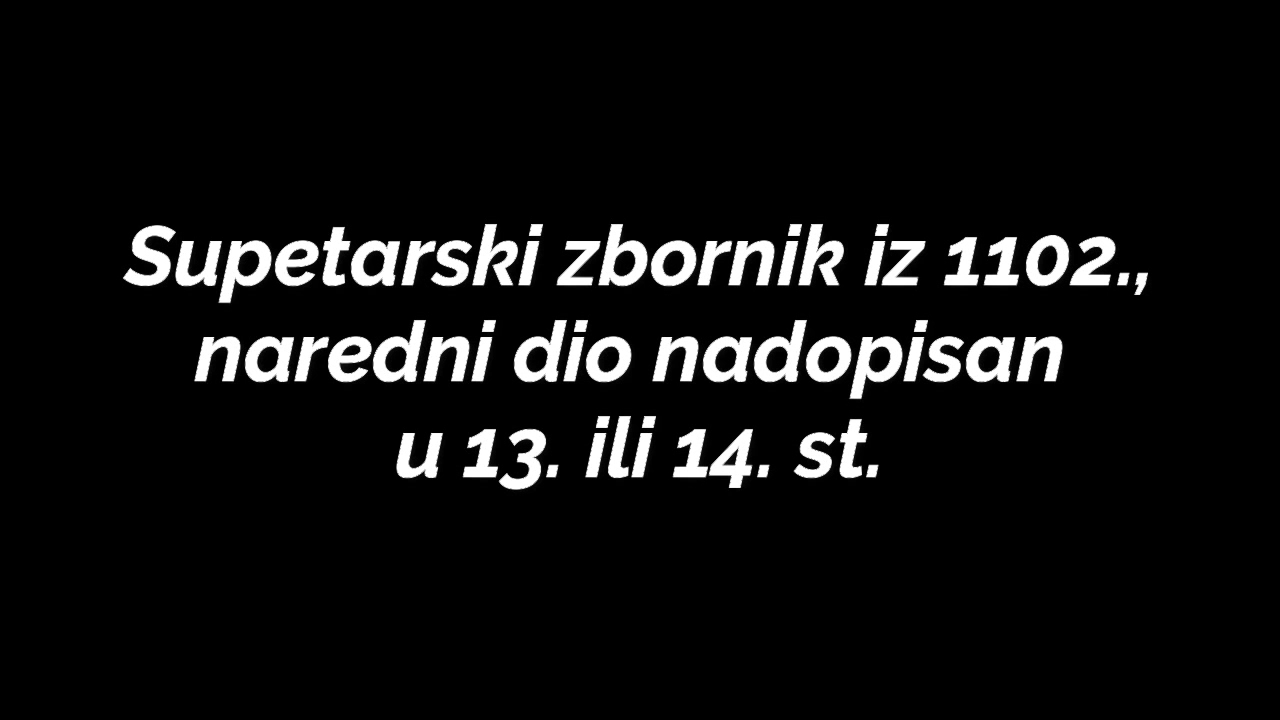 Supetarski zbornik iz 1102.,
naredni dio nadopisan
u 13. ili 14. st.